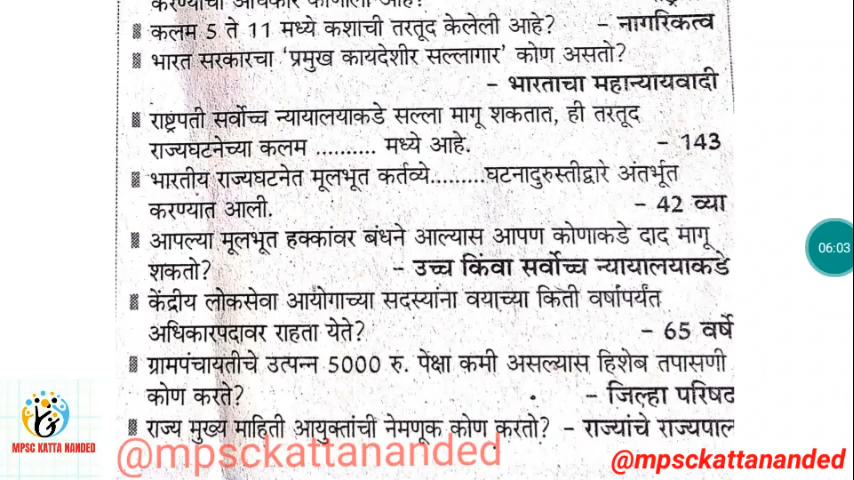 करण्याचा अधिकार कोणाला आहे?
कलम 5 ते 11 मध्ये कशाची तरतूद केलेली आहे? – नागरिकत्व
भारत सरकारचा ‘प्रमुख कायदेशीर सल्लागार’ कोण असतो?
– भारताचा महान्यायवादी
राष्ट्रपती सर्वोच्च न्यायालयाकडे सल्ला मागू शकतात, ही तरतूद
राज्यघटनेच्या कलम .......... मध्ये आहे. – 143
भारतीय राज्यघटनेत मूलभूत कर्तव्ये.........घटनादुरुस्तीद्वारे अंतर्भूत
करण्यात आली. – 42 व्या
आपल्या मूलभूत हक्कांवर बंधने आल्यास आपण कोणाकडे दाद मागू
शकतो? – उच्च किंवा सर्वोच्च न्यायालयाकडे
केंद्रीय लोकसेवा आयोगाच्या सदस्यांना वयाच्या किती वर्षांपर्यंत
अधिकारपदावर राहता येते? – 65 वर्षे
ग्रामपंचायतीचे उत्पन्न 5000 रु. पेक्षा कमी असल्यास हिशेब तपासणी
कोण करते? – जिल्हा परिषद
राज्य मुख्य माहिती आयुक्तांची नेमणूक कोण करतो? – राज्यांचे राज्यपाल
06:03
MPSC KATTA NANDED
@mpsckattananded
@mpsckattananded